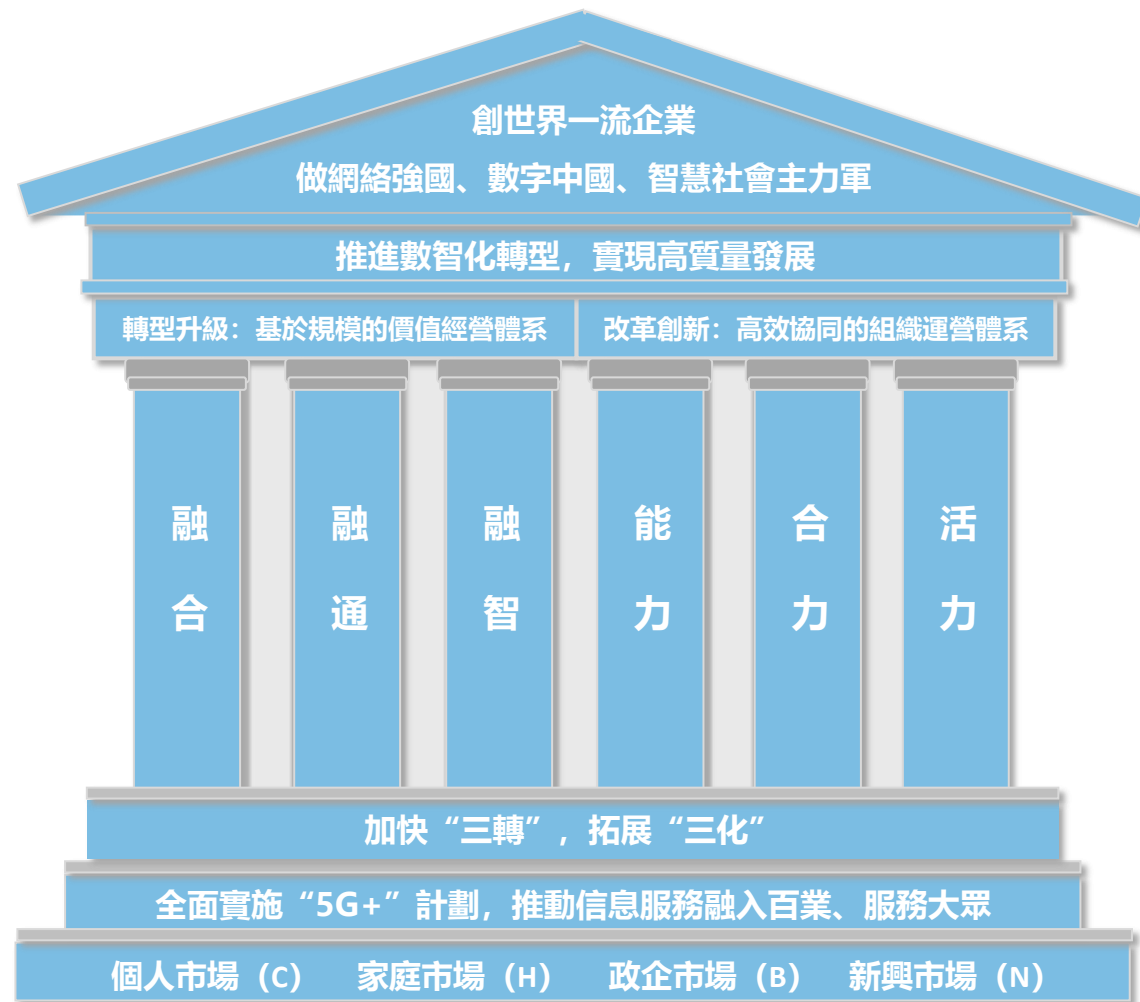 創世界一流企業
做網絡強國、數字中國、智慧社會主力軍
推進數智化轉型，實現高質量發展
轉型升級：基於規模的價值經營體系
改革創新：高效協同的組織運營體系
融合
融通
融智
能力
合力
活力
加快“三轉”，拓展“三化”
全面實施“5G+”計劃，推動信息服務融入百業、服務大眾
個人市場（C） 家庭市場（H） 政企市場（B） 新興市場（N）